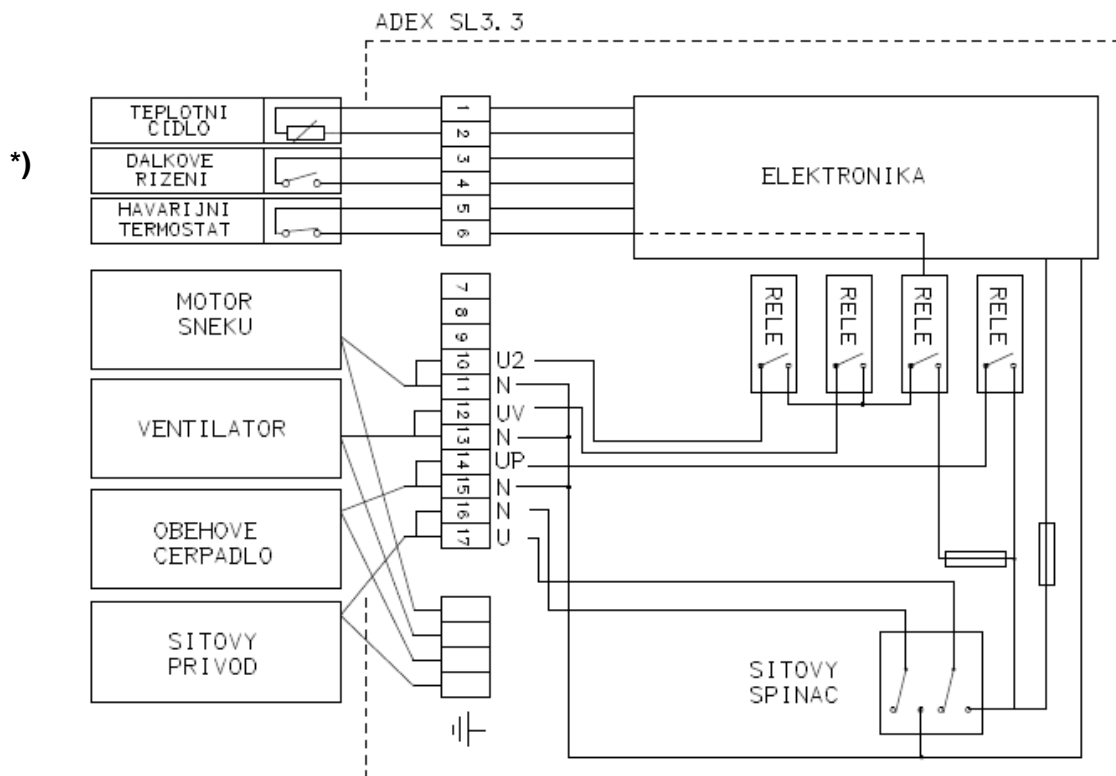 ADEX SL3.3
*)
TEPLOTNI
CIDLO
DALKOVE
RIZENI
HAVARIJNI
TERMOSTAT
1
2
3
4
5
6
ELEKTRONIKA
MOTOR
SNEKU
VENTILATOR
OBEHOVE
CERPADLO
SITOVY
PRIVOD
7
8
9
10 U2
11 N
12 UV
13 N
14 UP
15 N
16 N
17 U
RELE
RELE
RELE
RELE
SITOVY
SPINAC